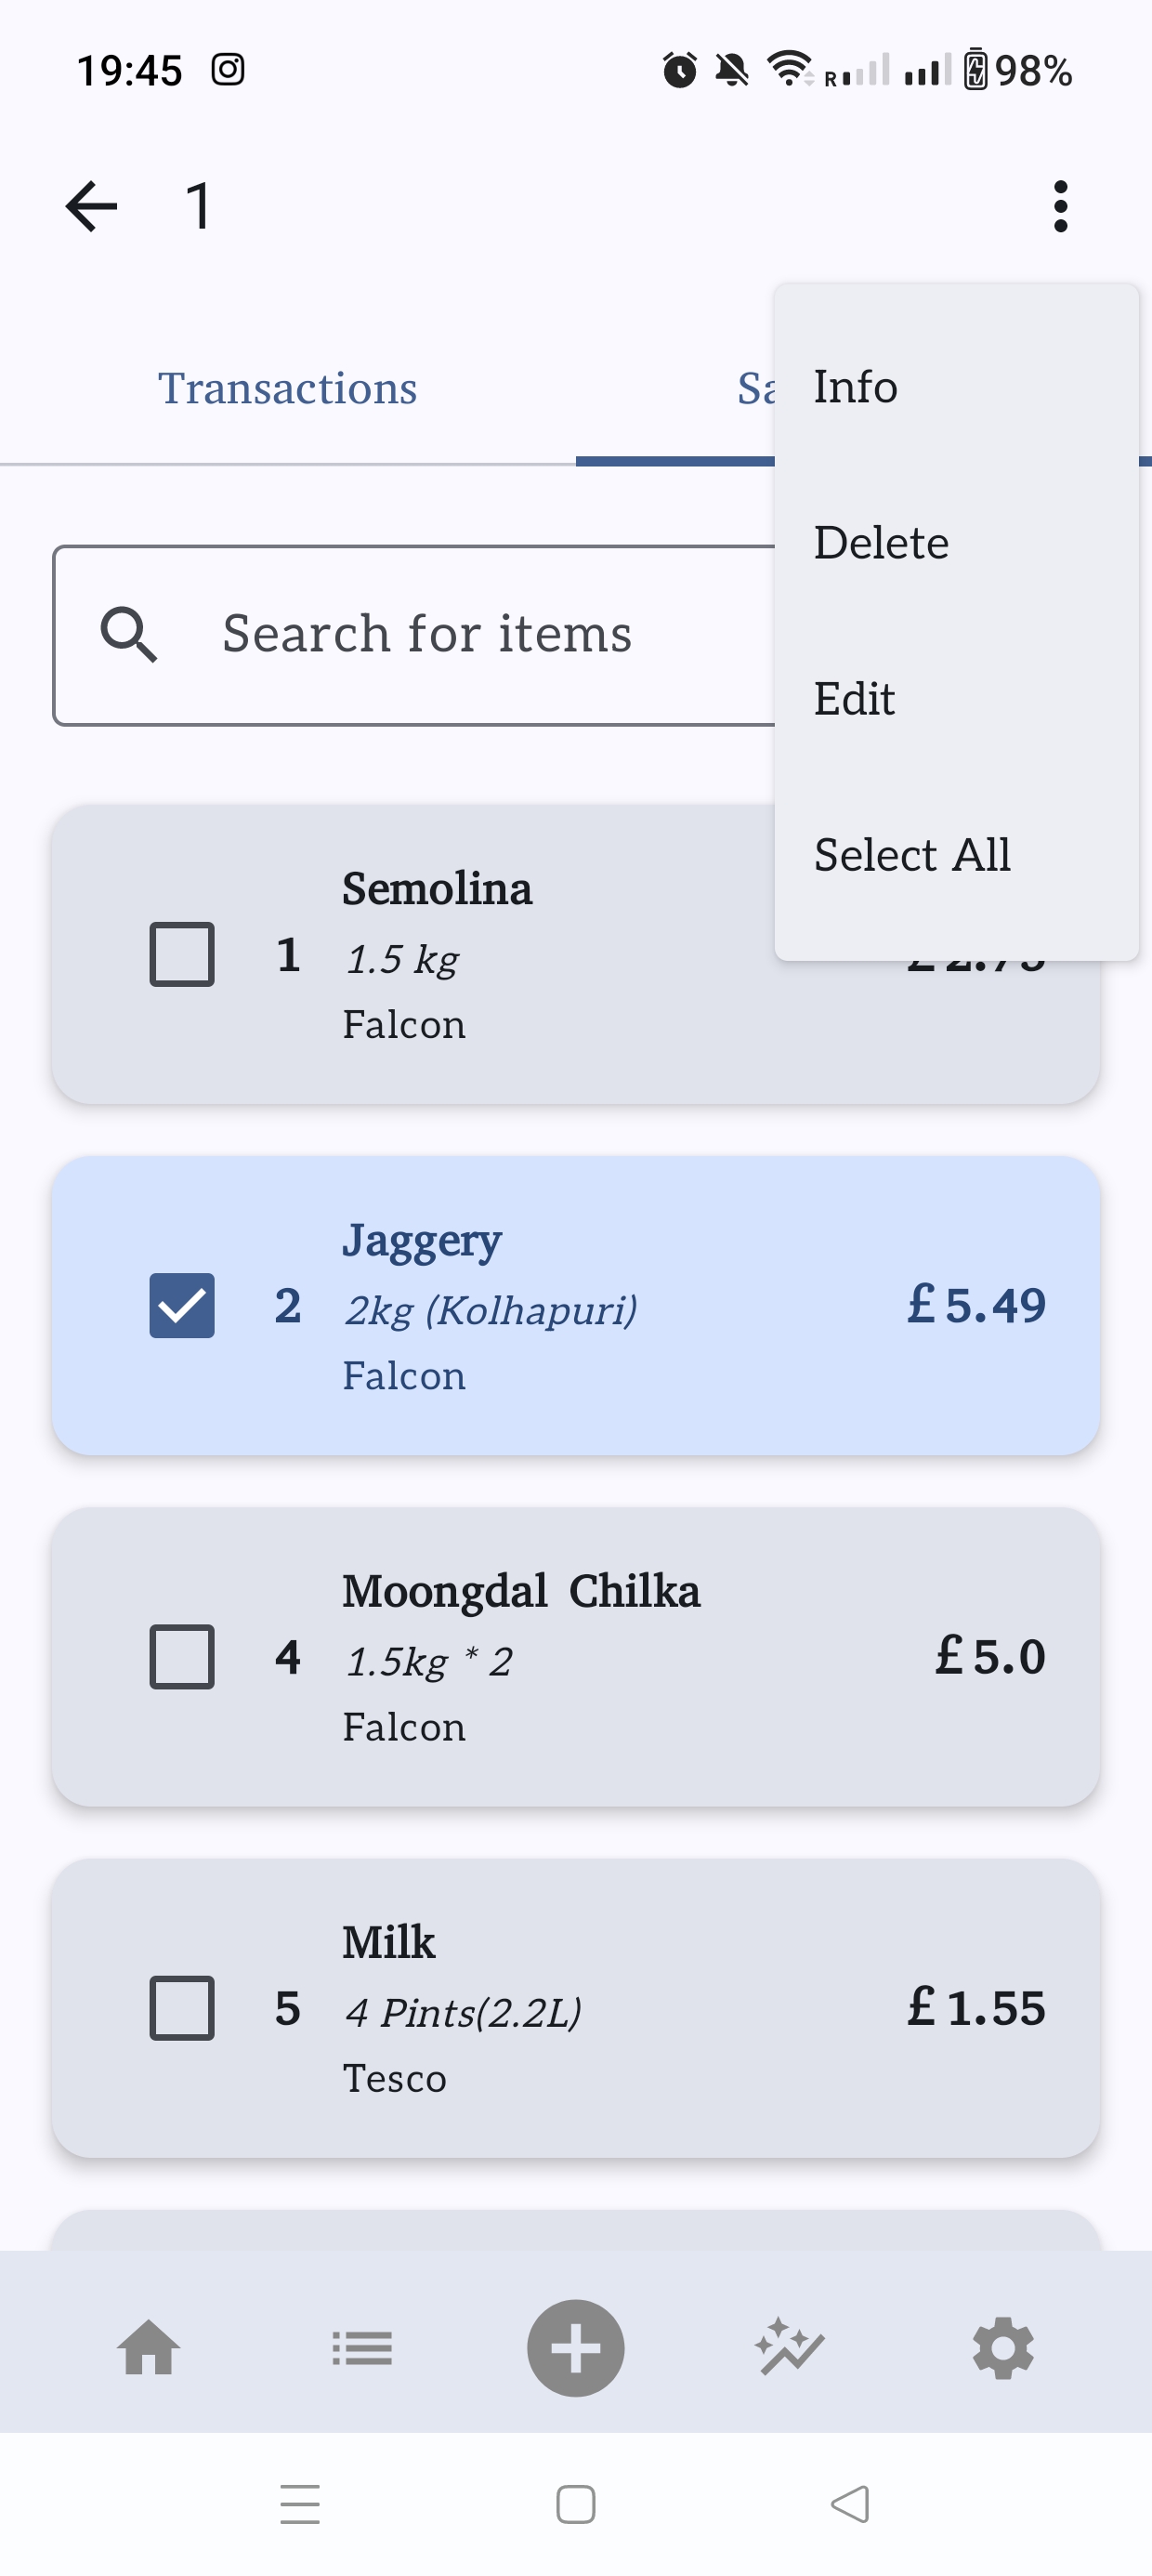 19:45
R
98%
1
Transactions
Info
Delete
Edit
Select All
Search for items
Semolina
1
1.5 kg
Falcon
Jaggery
2
2kg (Kolhapuri)
£ 5.49
Falcon
Moongdal Chilka
4
1.5kg * 2
£ 5.0
Falcon
Milk
5
4 Pints(2.2L)
£ 1.55
Tesco